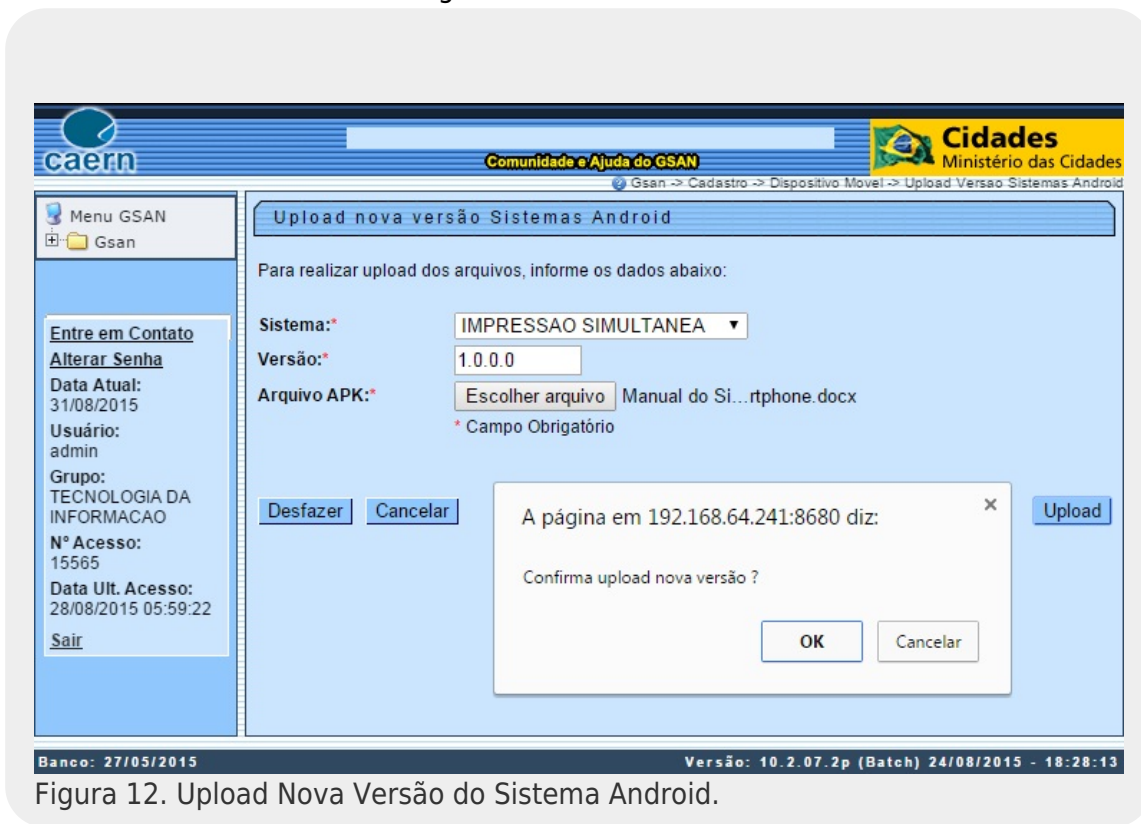 caern
Comunidade e Ajuda do GSAN
Cidades
Ministério das Cidades
Gsan -> Cadastro -> Dispositivo Movel -> Upload Versao Sistemas Android
Menu GSAN
Gsan
Entre em Contato
Alterar Senha
Data Atual:
31/08/2015
Usuário:
admin
Grupo:
TECNOLOGIA DA
INFORMACAO
Nº Acesso:
15565
Data Ult. Acesso:
28/08/2015 05:59:22
Sair
Upload nova versão Sistemas Android
Para realizar upload dos arquivos, informe os dados abaixo:
Sistema:* IMPRESSAO SIMULTANEA
Versão:* 1.0.0.0
Arquivo APK:* Escolher arquivo Manual do Si...rtphone.docx
* Campo Obrigatório
Desfazer Cancelar Upload
A página em 192.168.64.241:8680 diz: ×
Confirma upload nova versão ?
OK Cancelar
Banco: 27/05/2015 Versão: 10.2.07.2p (Batch) 24/08/2015 - 18:28:13
Figura 12. Upload Nova Versão do Sistema Android.